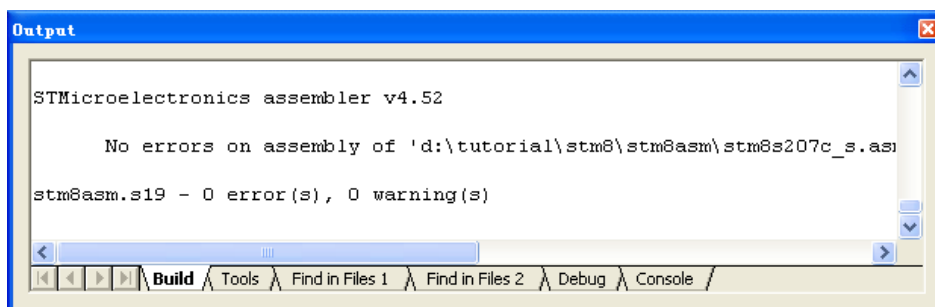 Output
STMicroelectronics assembler v4.52
No errors on assembly of 'd:\tutorial\stm8\stm8asm\stm8s207c_s.asm
stm8asm.s19 - 0 error(s), 0 warning(s)
Build Tools Find in Files 1 Find in Files 2 Debug Console